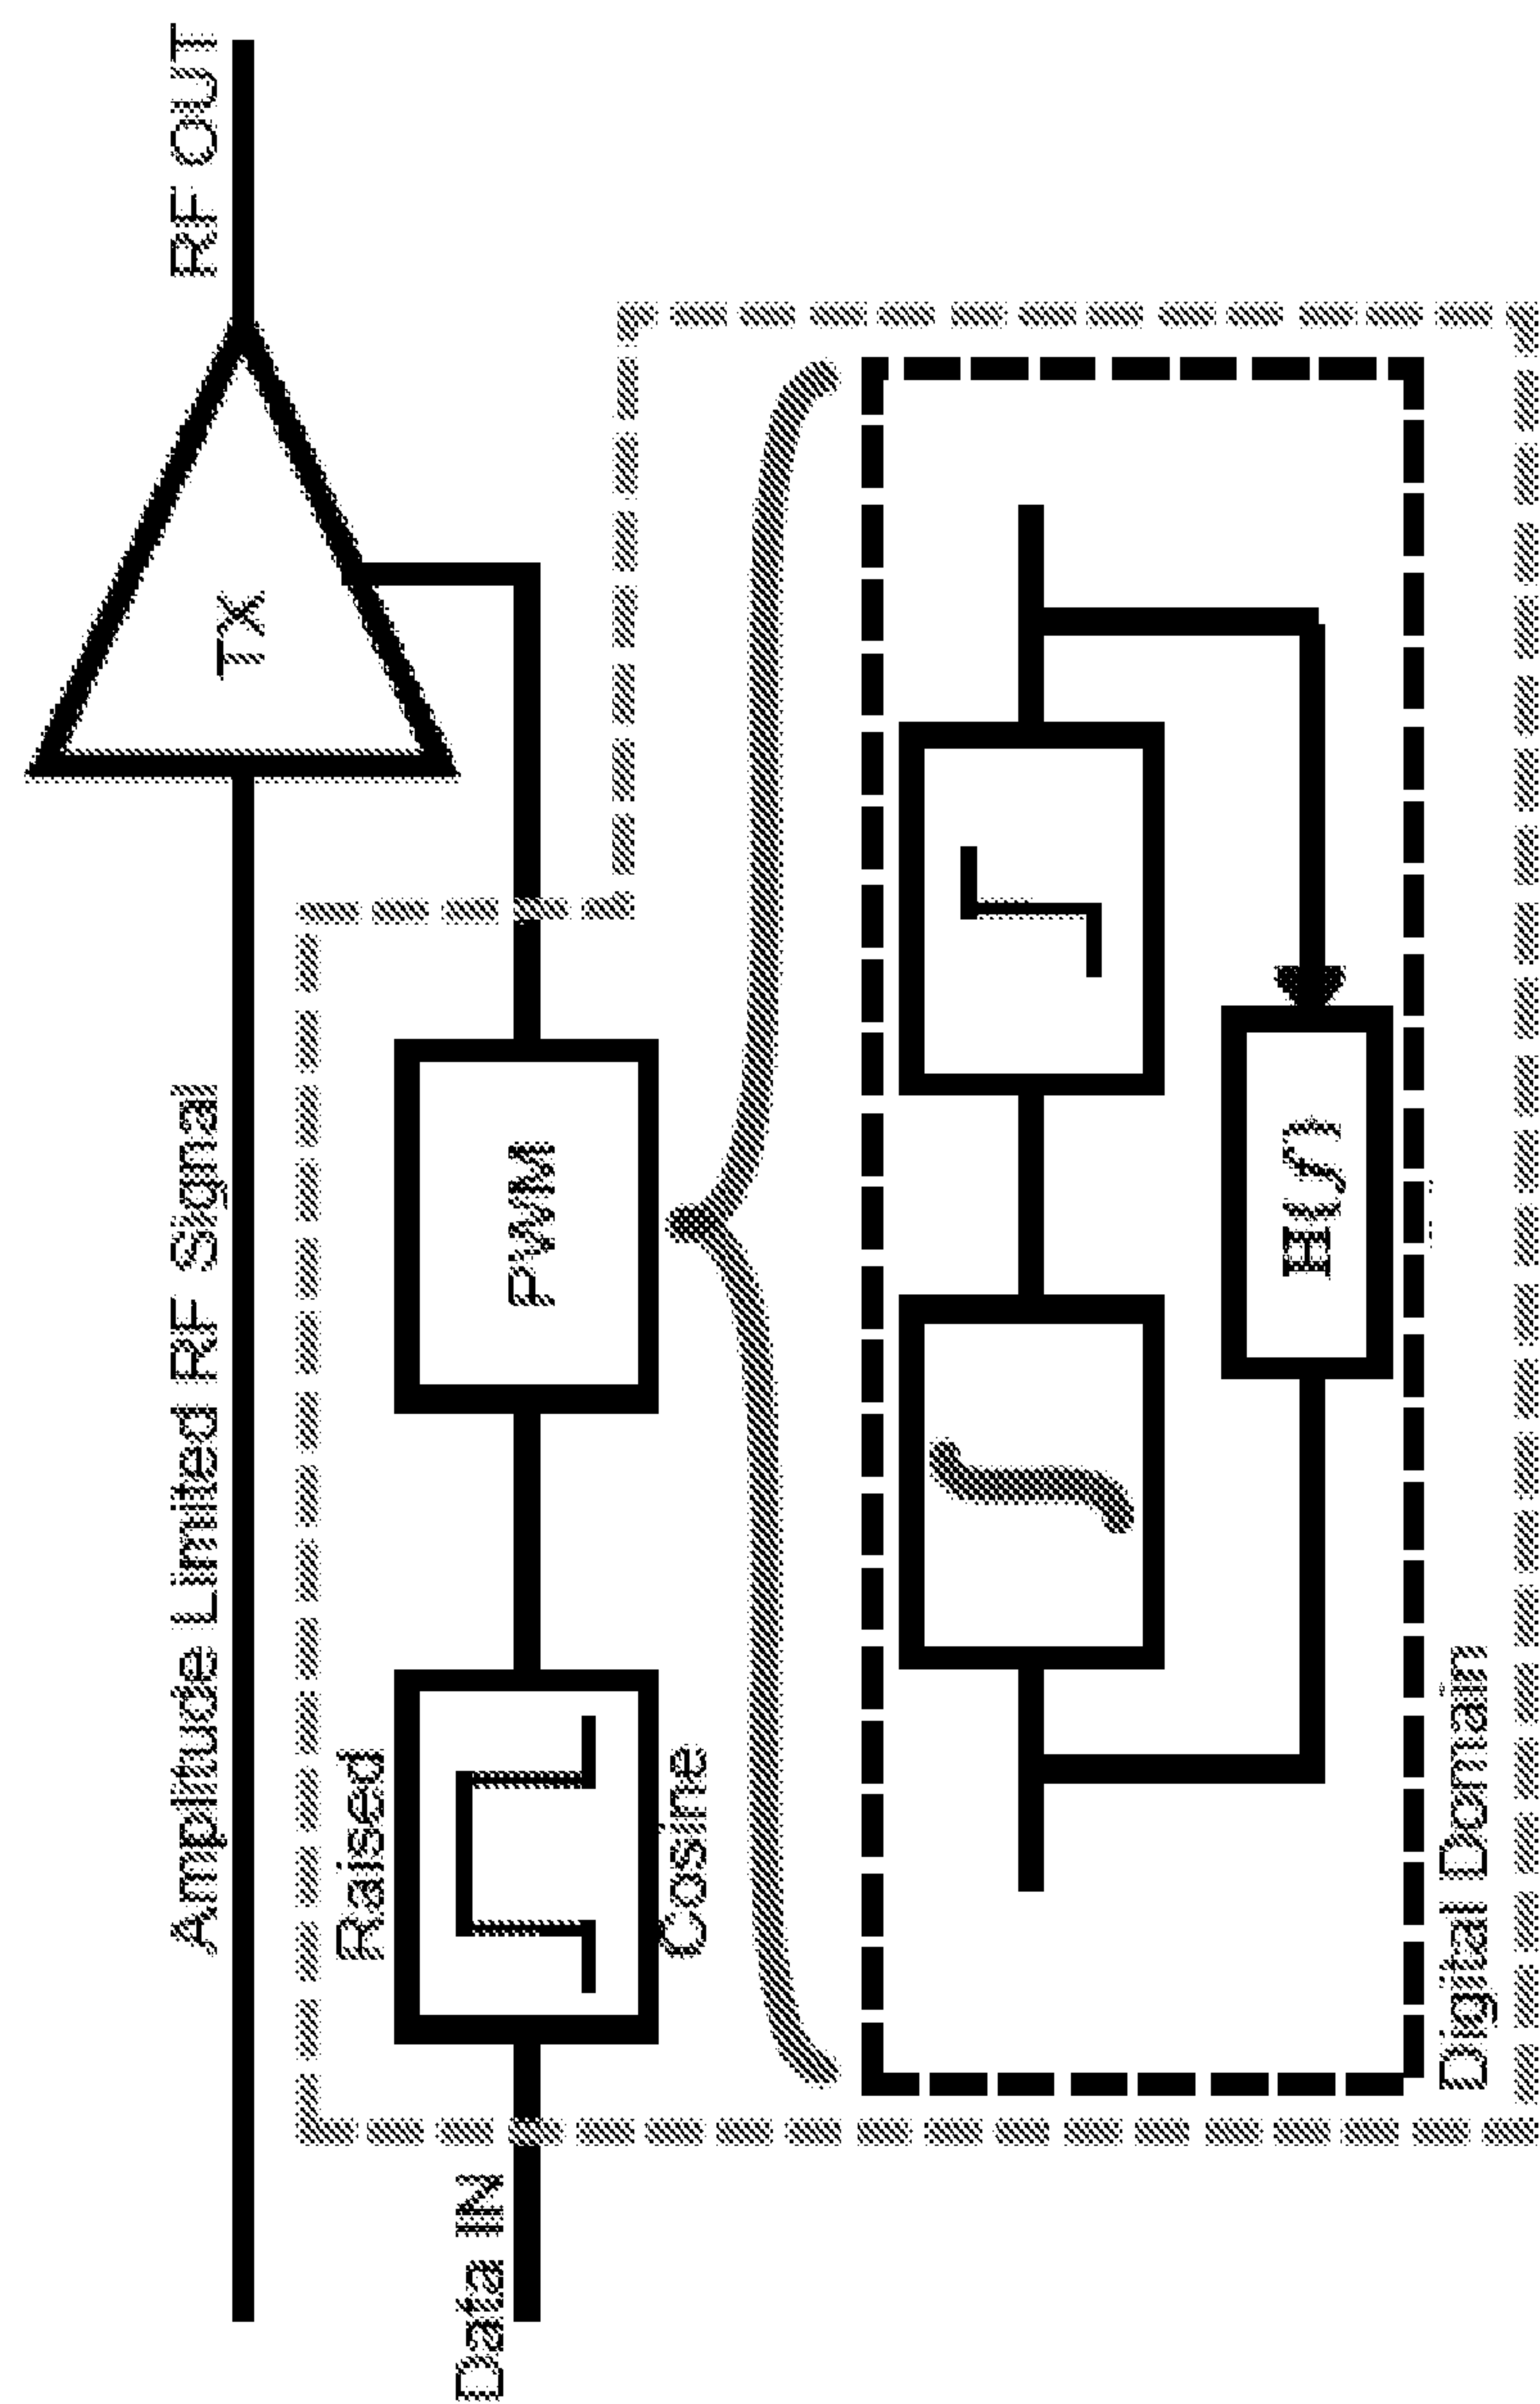 Amplitude Limited RF Signal
RF OUT
TX
Raised
Cosine
PWM
Data IN
H(f)
Digital Domain